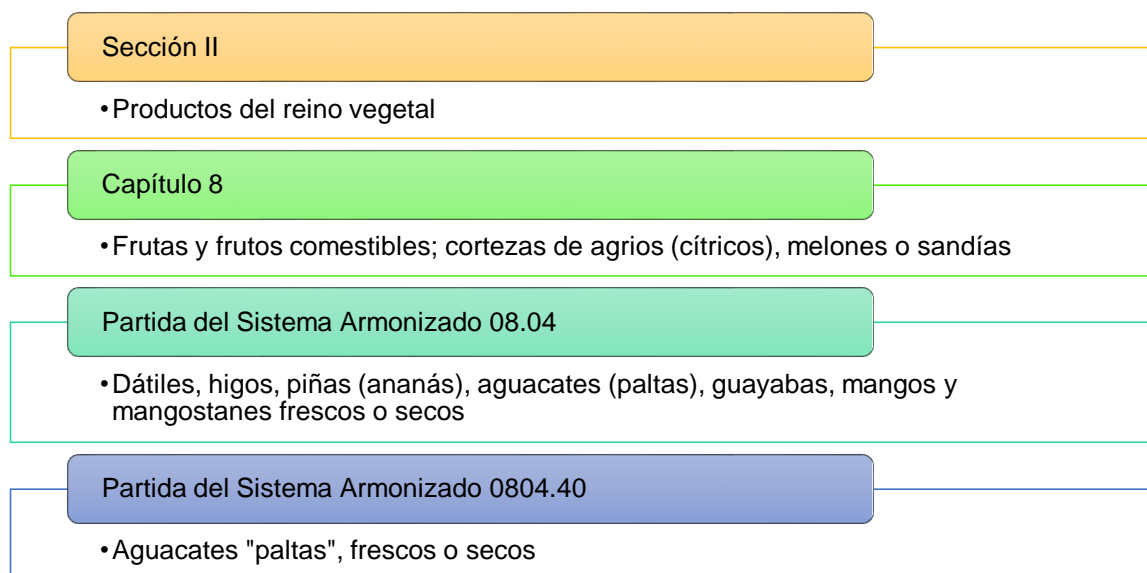 Sección II
•Productos del reino vegetal
Capítulo 8
•Frutas y frutos comestibles; cortezas de agrios (cítricos), melones o sandías
Partida del Sistema Armonizado 08.04
•Dátiles, higos, piñas (ananás), aguacates (paltas), guayabas, mangos y
mangostanes frescos o secos
Partida del Sistema Armonizado 0804.40
•Aguacates "paltas", frescos o secos